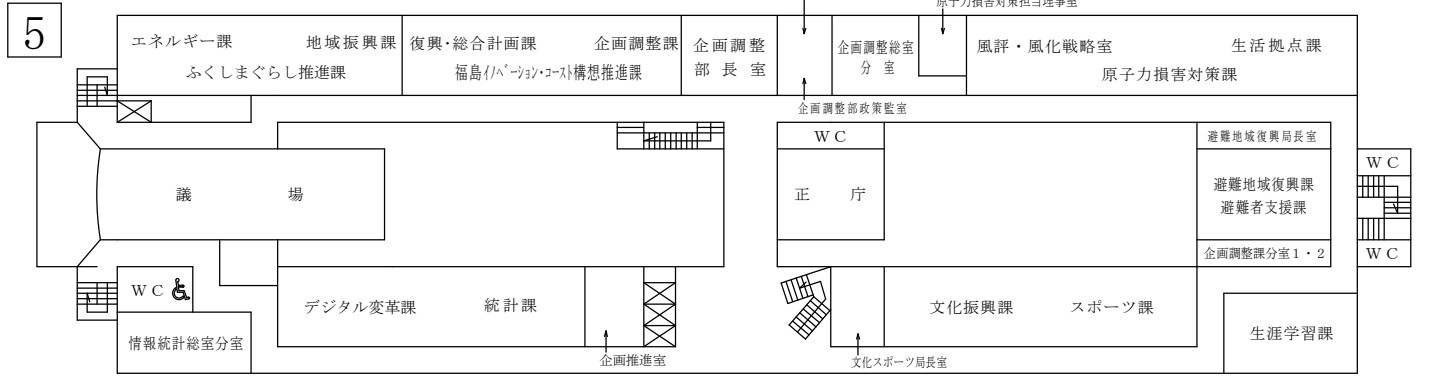 5
原子力損害対策担当理事室
エネルギー課 地域振興課
ふくしまぐらし推進課
復興・総合計画課 企画調整課
福島イノベーション・コースト構想推進課
企画調整
部長室
企画調整総室
分室
風評・風化戦略室 生活拠点課
原子力損害対策課
企画調整部政策監室
WC
避難地域復興局長室
WC
議場
正庁
避難地域復興課
避難者支援課
企画調整課分室1・2
WC
WC
デジタル変革課 統計課
文化振興課 スポーツ課
情報統計総室分室
生涯学習課
企画推進室
文化スポーツ局長室